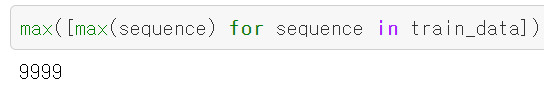 max([max(sequence) for sequence in train_data])
9999